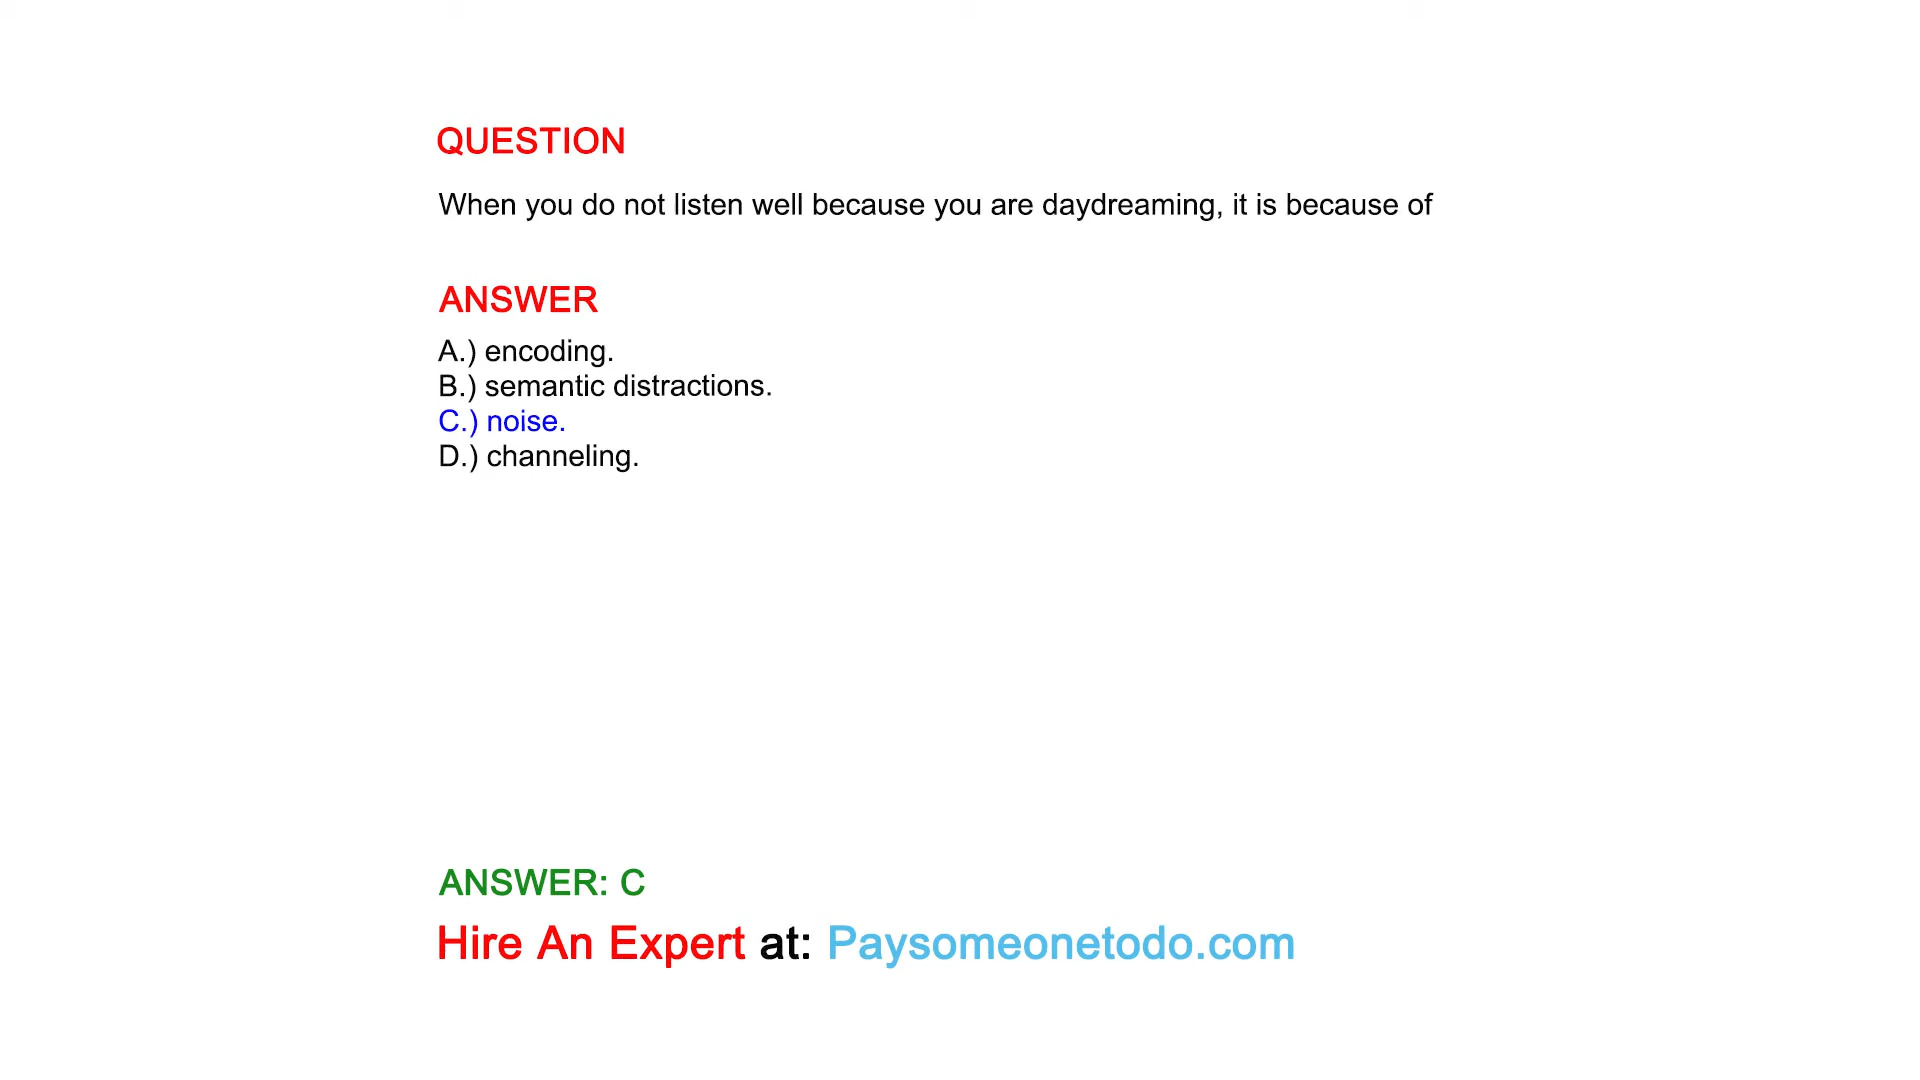 QUESTION
When you do not listen well because you are daydreaming, it is because of
ANSWER
A.) encoding.
B.) semantic distractions.
C.) noise.
D.) channeling.
ANSWER: C
Hire An Expert at: Paysomeonetodo.com